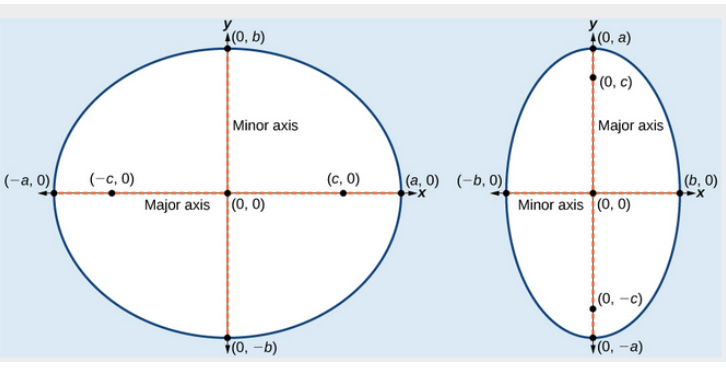 y
(0, b)
Minor axis
(−a, 0)
(−c, 0)
(c, 0)
(a, 0)
x
Major axis
(0, 0)
(0, −b)
y
(0, a)
(0, c)
Major axis
(−b, 0)
(b, 0)
x
Minor axis
(0, 0)
(0, −c)
(0, −a)